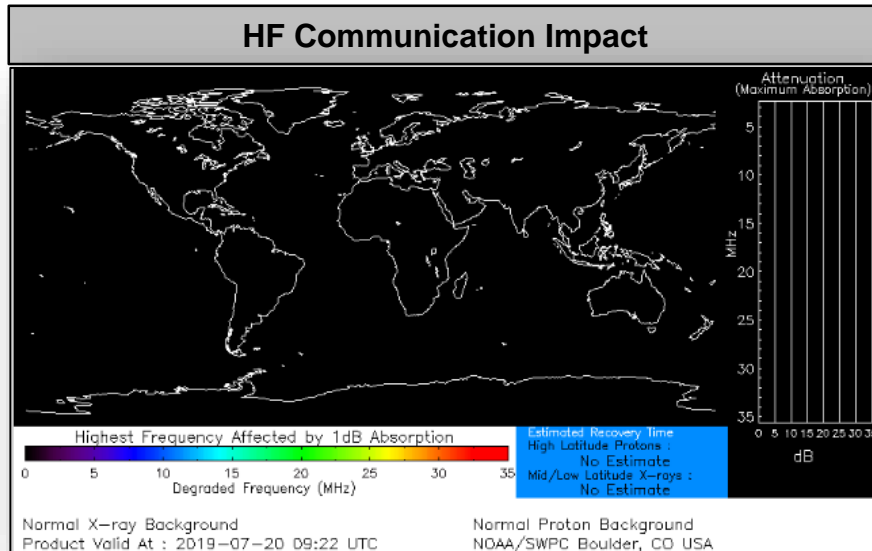 HF Communication Impact
Attenuation
(Maximum Absorption)
5
10
15
20
25
30
35
MHz
0 5 10 15 20 25 30 35
dB
Highest Frequency Affected by 1dB Absorption
0 5 10 15 20 25 30 35
Degraded Frequency (MHz)
Estimated Recovery Time
High Latitude Protons :
No Estimate
Mid/Low Latitude X-rays :
No Estimate
Normal X-ray Background
Product Valid At : 2019-07-20 09:22 UTC
Normal Proton Background
NOAA/SWPC Boulder, CO USA